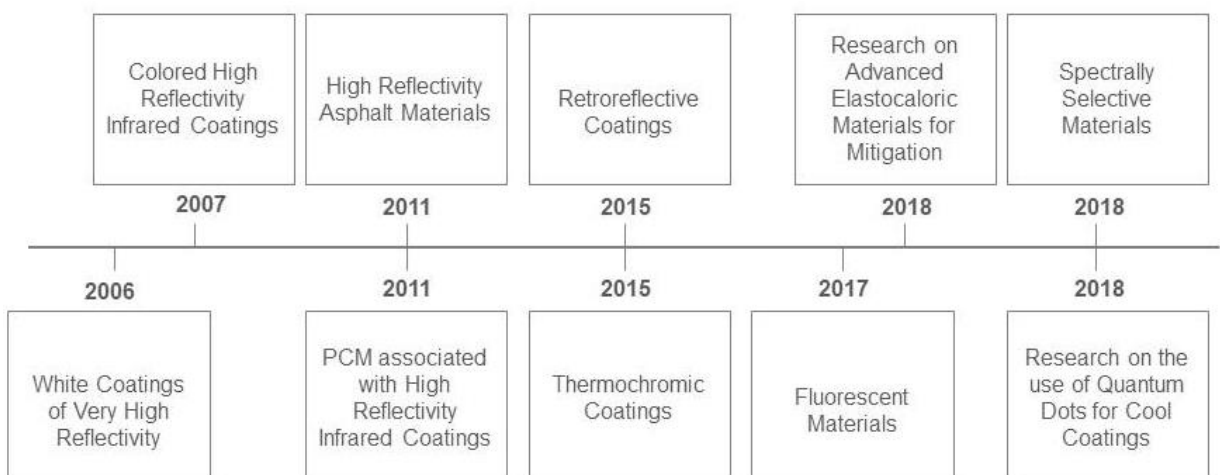 Colored High
Reflectivity
Infrared Coatings
High Reflectivity
Asphalt Materials
Retroreflective
Coatings
Research on
Advanced
Elastocaloric
Materials for
Mitigation
Spectrally
Selective
Materials
2007
2011
2015
2018
2018
2006
2011
2015
2017
2018
White Coatings
of Very High
Reflectivity
PCM associated
with High
Reflectivity
Infrared Coatings
Thermochromic
Coatings
Fluorescent
Materials
Research on the
use of Quantum
Dots for Cool
Coatings